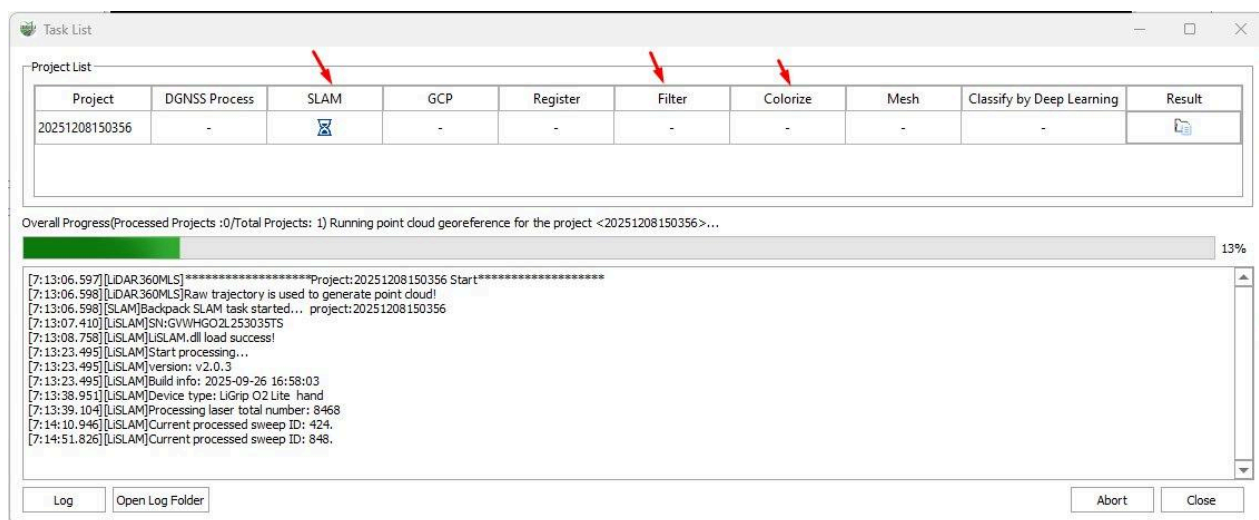 Task List
Project List
Project DGNSS Process SLAM GCP Register Filter Colorize Mesh Classify by Deep Learning Result
20251208150356 - - - - - - -
Overall Progress(Processed Projects :0/Total Projects: 1) Running point cloud georeference for the project <20251208150356>...
13%
[7:13:06.597][LiDAR360MLS]*******************Project:20251208150356 Start*******************
[7:13:06.598][LiDAR360MLS]Raw trajectory is used to generate point cloud!
[7:13:06.598][SLAM]Backpack SLAM task started... project:20251208150356
[7:13:07.410][LiSLAM]SN:GVWHGO2L253035TS
[7:13:08.758][LiSLAM]LiSLAM.dll load success!
[7:13:23.495][LiSLAM]Start processing...
[7:13:23.495][LiSLAM]version: v2.0.3
[7:13:23.495][LiSLAM]Build info: 2025-09-26 16:58:03
[7:13:38.951][LiSLAM]Device type: LiGrip O2 Lite hand
[7:13:39.104][LiSLAM]Processing laser total number: 8468
[7:14:10.946][LiSLAM]Current processed sweep ID: 424.
[7:14:51.826][LiSLAM]Current processed sweep ID: 848.
Log Open Log Folder Abort Close